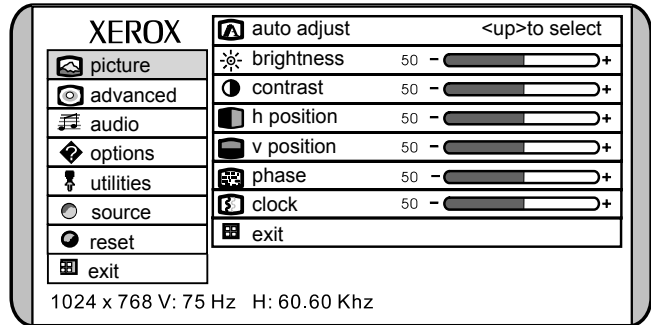 XEROX
picture
advanced
audio
options
utilities
source
reset
exit
auto adjust <up>to select
brightness 50 - +
contrast 50 - +
h position 50 - +
v position 50 - +
phase 50 - +
clock 50 - +
exit
1024 x 768 V: 75 Hz H: 60.60 Khz